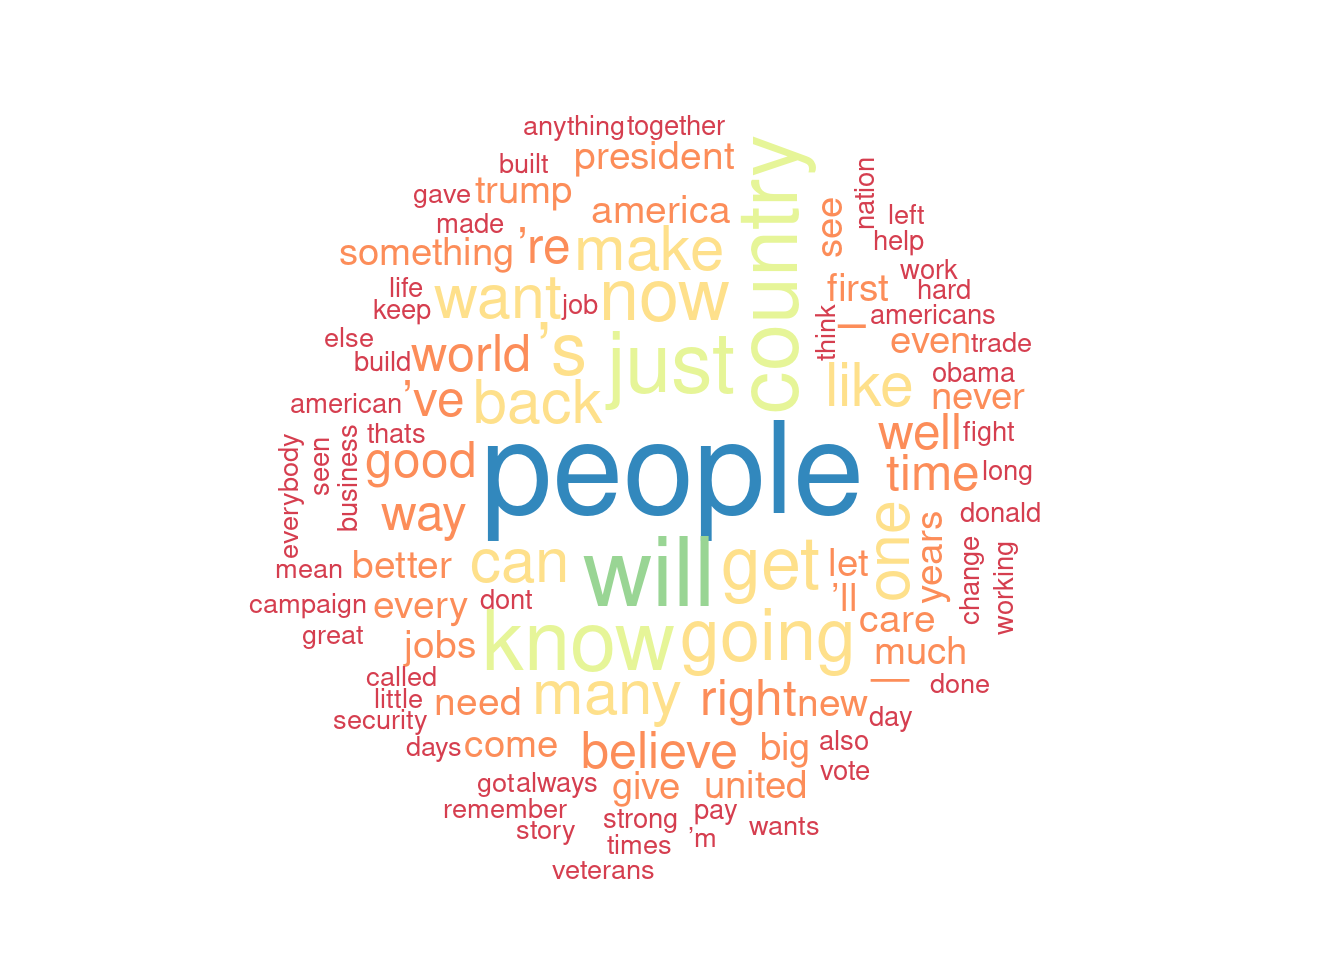 anything together
built president
gave trump
made america
country
see
nation
left
help
something 're make
work
life
hard
keep
want job now first
americans
think
—
else
world 's just even trade
build
obama
american 've back like never
thats
well fight
everybody
seen
business
good people time long
way
donald
one
years
change
working
mean better can will get let
'll
campaign every dont
care
great
jobs know going much
called
—
done
little need many right new
security
day
days come believe big also
vote
got always give united
remember
strong pay
story
'm wants
times
veterans